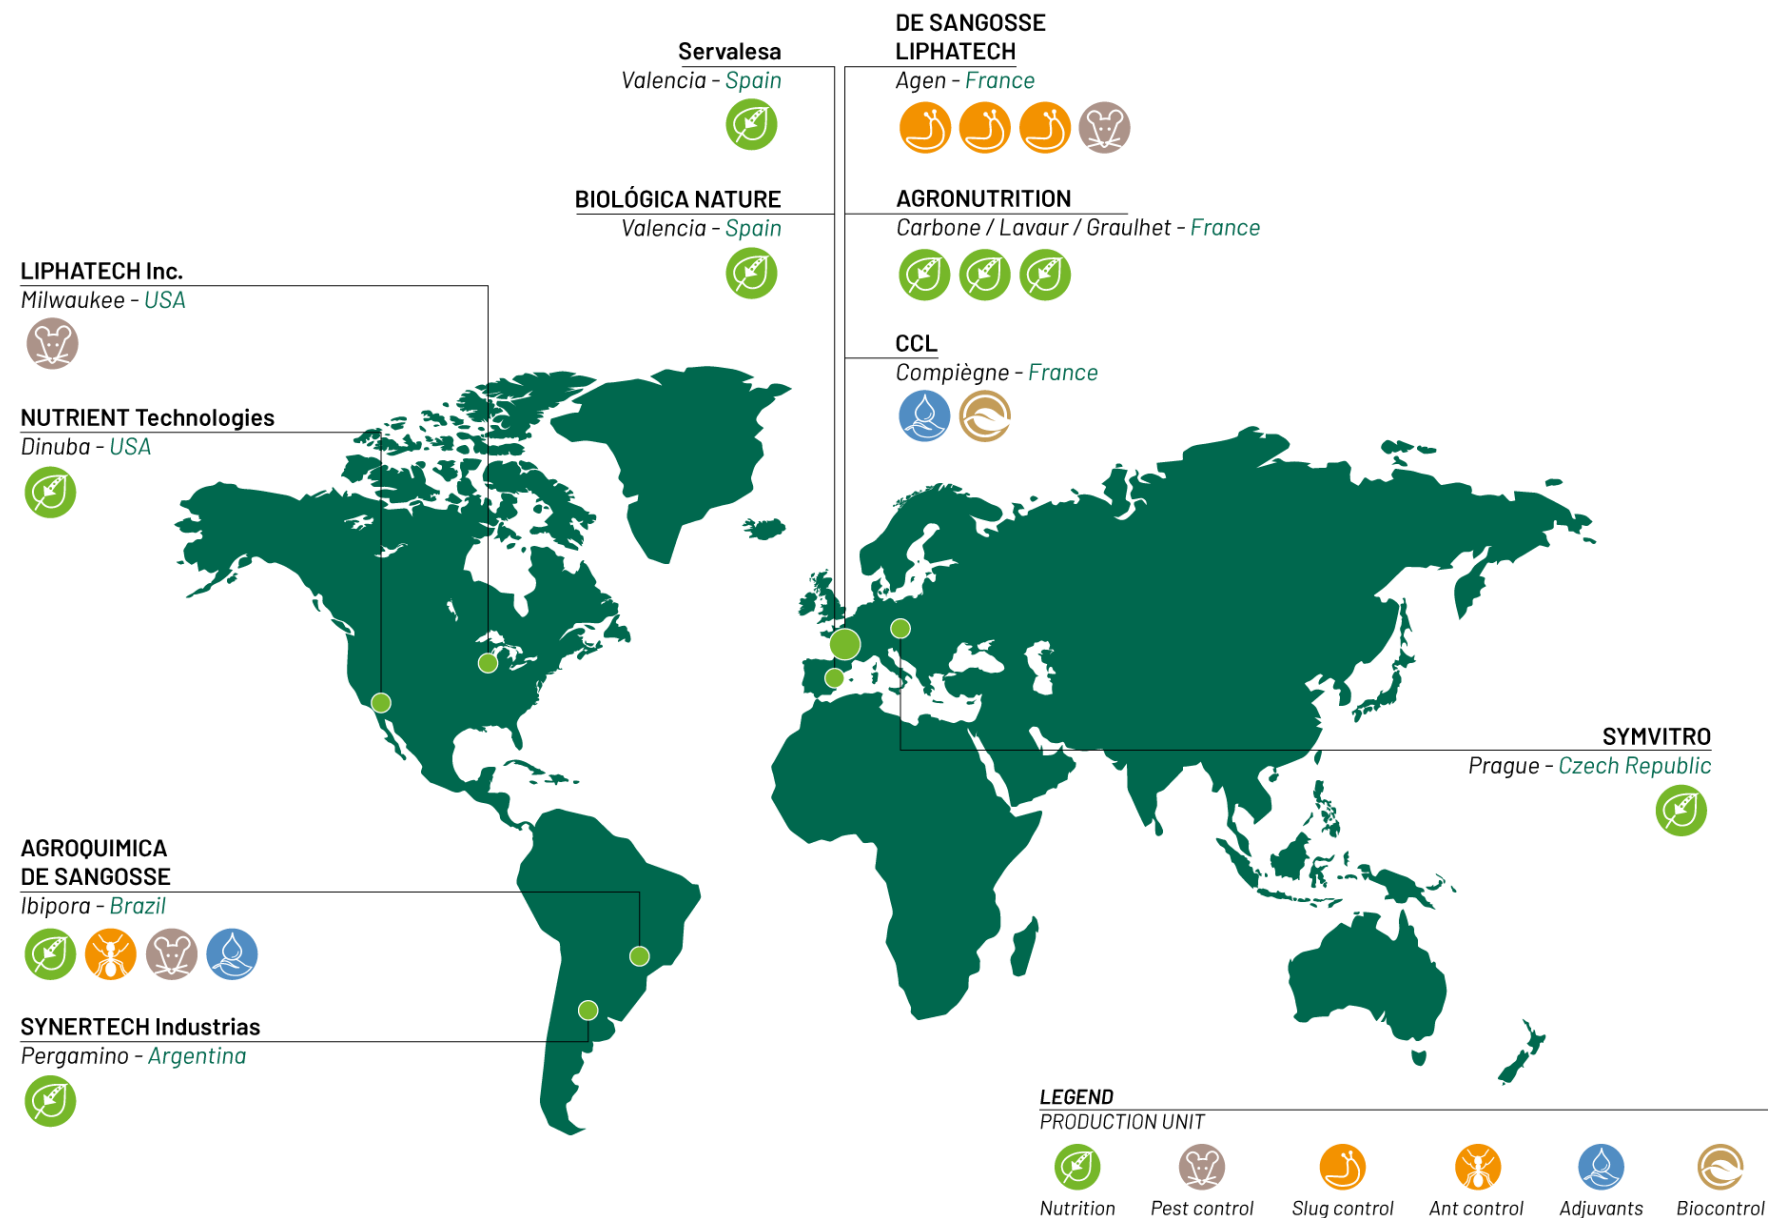 DE SANGOSSE
LIPHATECH
Agen - France
Servalesa
Valencia - Spain
BIOLÓGICA NATURE
Valencia - Spain
AGRONUTRITION
Carbone / Lavaur / Graulhet - France
LIPHATECH Inc.
Milwaukee - USA
CCL
Compiègne - France
NUTRIENT Technologies
Dinuba - USA
SYMVITRO
Prague - Czech Republic
AGROQUIMICA
DE SANGOSSE
Ibipora - Brazil
SYNERTECH Industrias
Pergamino - Argentina
LEGEND
PRODUCTION UNIT
Nutrition
Pest control
Slug control
Ant control
Adjuvants
Biocontrol